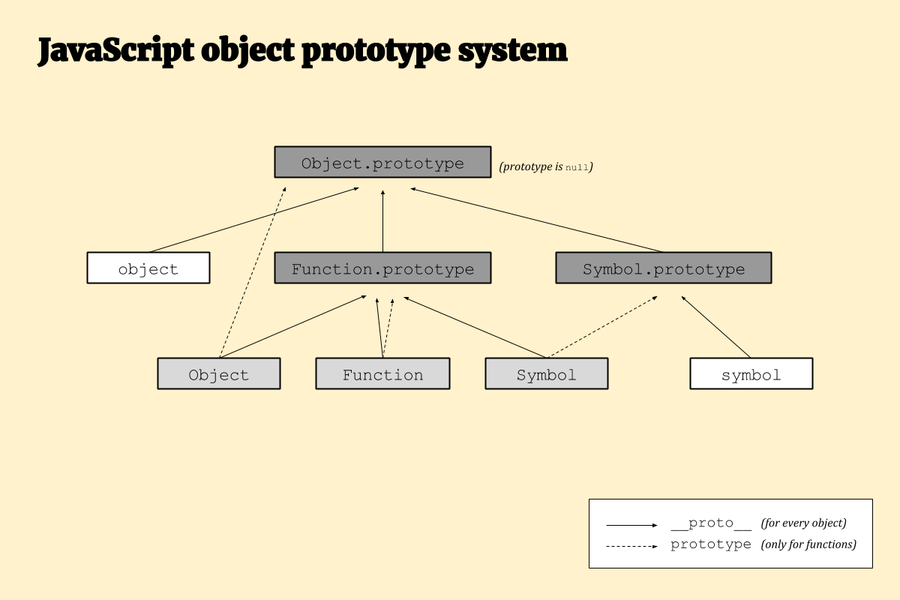 JavaScript object prototype system
Object.prototype (prototype is null)
object Function.prototype Symbol.prototype
Object Function Symbol symbol
__proto__ (for every object)
prototype (only for functions)